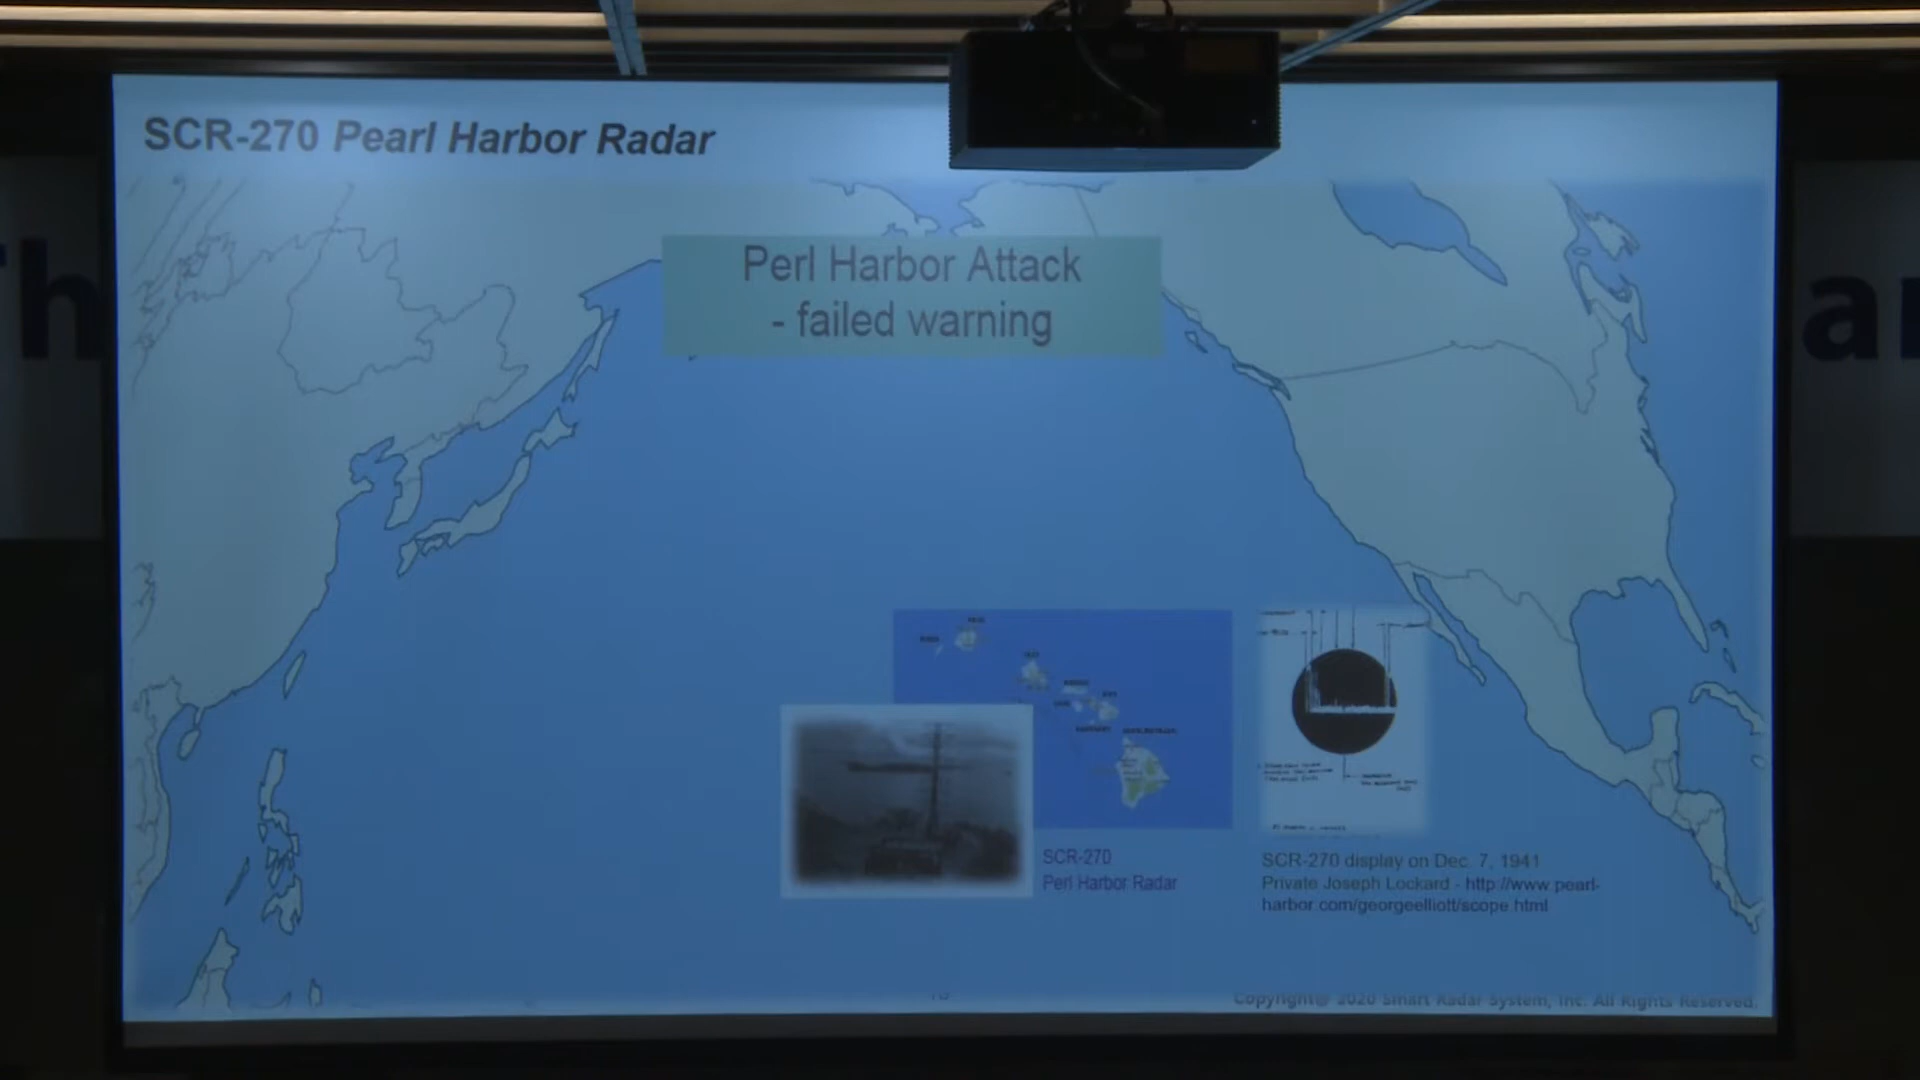 SCR-270 Pearl Harbor Radar
Perl Harbor Attack
- failed warning
SCR-270
Perl Harbor Radar
SCR-270 display on Dec. 7, 1941
Private Joseph Lockard - http://www.pearl-
harbor.com/georgeelliott/scope.html
Copyright@ 2020 Smart Radar System, Inc. All Rights Reserved.